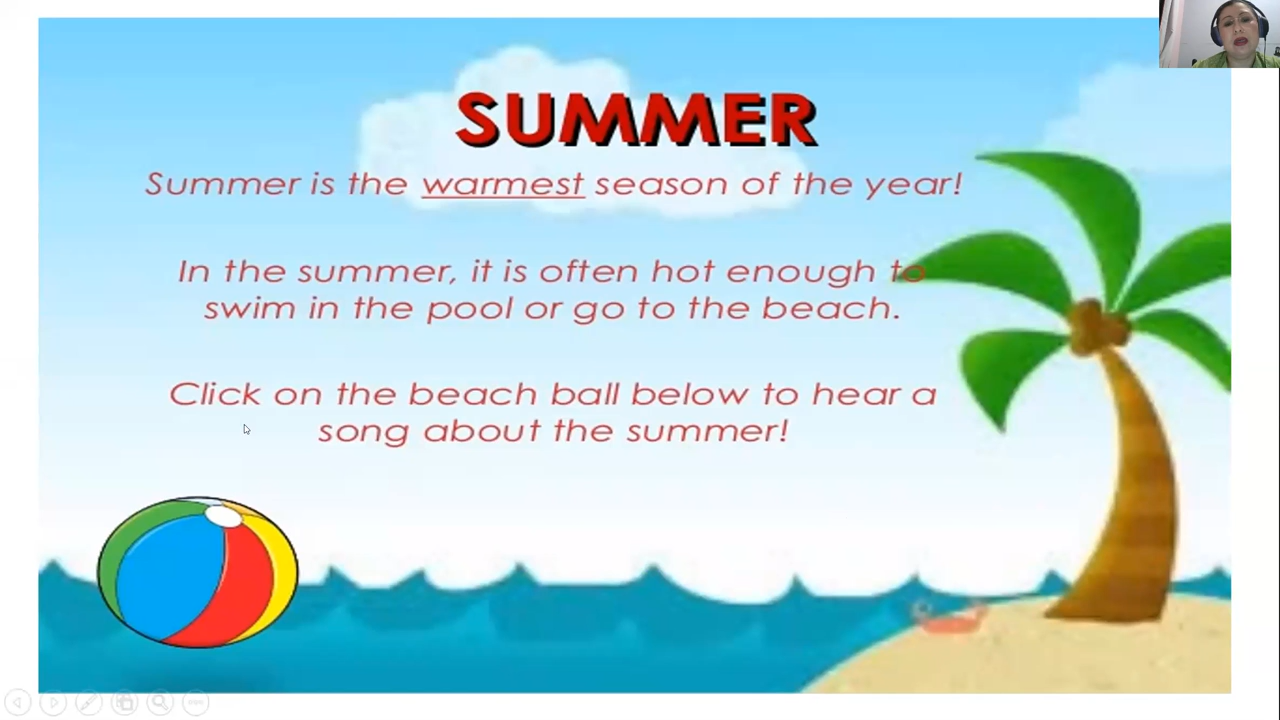 SUMMER
Summer is the warmest season of the year!
In the summer, it is often hot enough to
swim in the pool or go to the beach.
Click on the beach ball below to hear a
song about the summer!